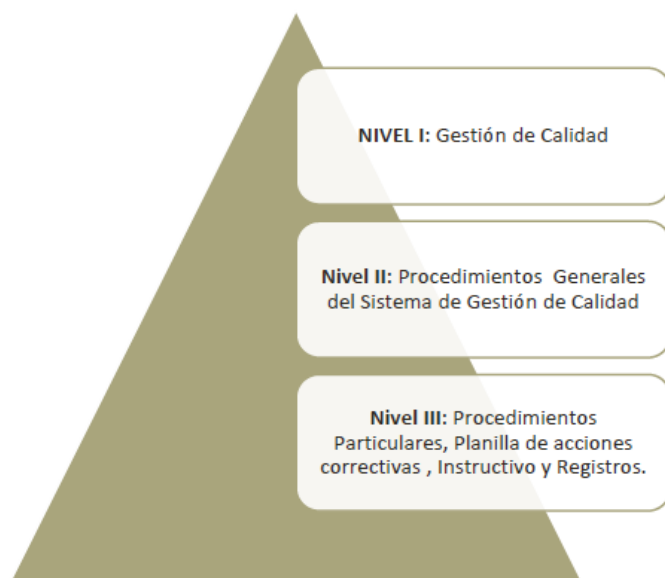 NIVEL I: Gestión de Calidad
Nivel II: Procedimientos Generales
del Sistema de Gestión de Calidad
Nivel III: Procedimientos
Particulares, Planilla de acciones
correctivas , Instructivo y Registros.